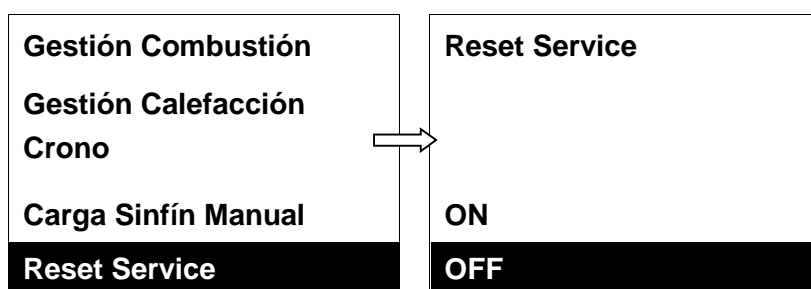 Gestión Combustión
Gestión Calefacción
Crono
Carga Sinfín Manual
Reset Service
Reset Service
ON
OFF